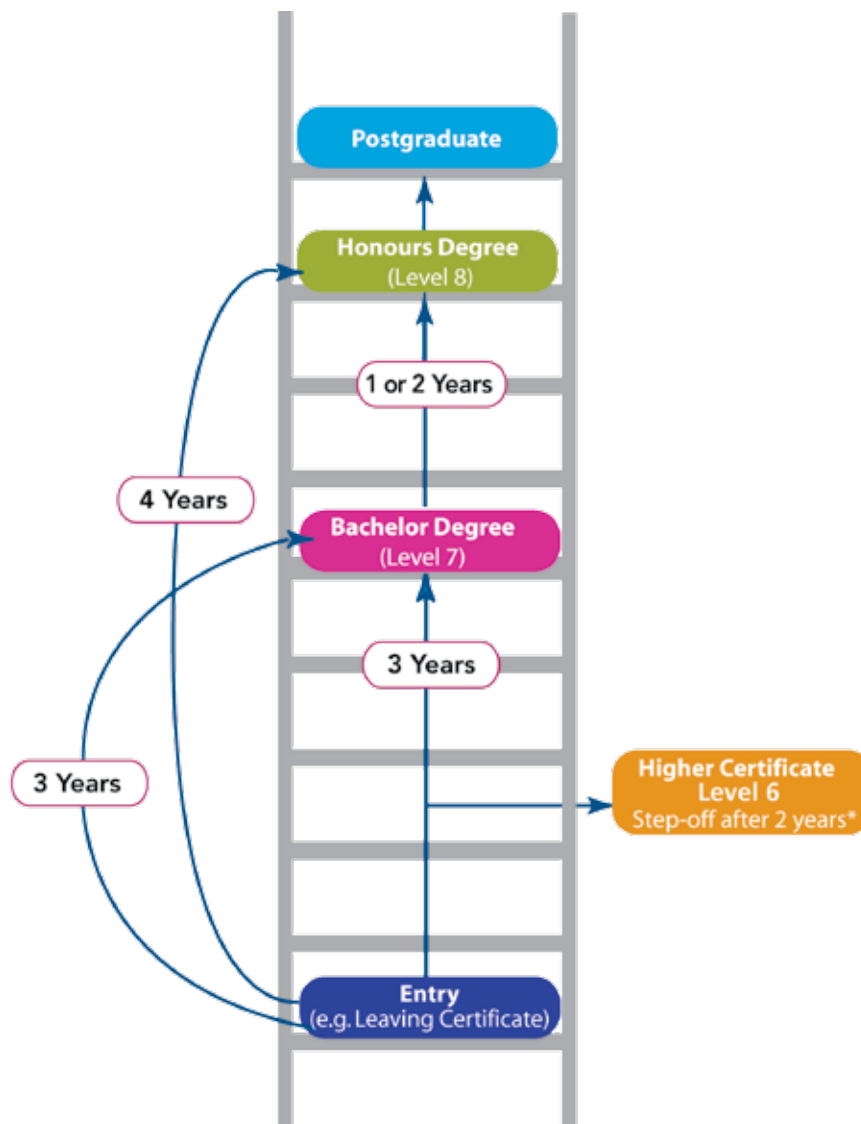 Postgraduate
Honours Degree
(Level 8)
1 or 2 Years
4 Years
Bachelor Degree
(Level 7)
3 Years
3 Years
Higher Certificate
Level 6
Step-off after 2 years*
Entry
(e.g. Leaving Certificate)